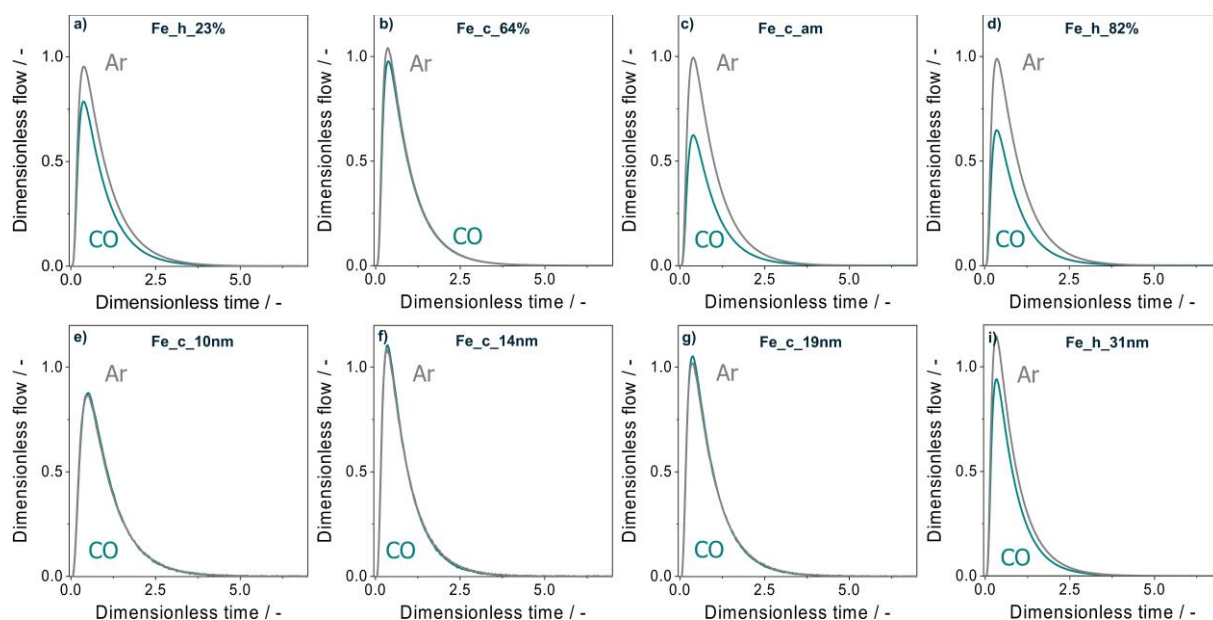 a) Fe_h_23%
Ar
CO
1.0
0.5
0.0
0.0 2.5 5.0
Dimensionless flow / -
Dimensionless time / -
b) Fe_c_64%
Ar
CO
1.0
0.5
0.0
0.0 2.5 5.0
Dimensionless flow / -
Dimensionless time / -
c) Fe_c_am
Ar
CO
1.0
0.5
0.0
0.0 2.5 5.0
Dimensionless flow / -
Dimensionless time / -
d) Fe_h_82%
Ar
CO
1.0
0.5
0.0
0.0 2.5 5.0
Dimensionless flow / -
Dimensionless time / -
e) Fe_c_10nm
Ar
CO
1.0
0.5
0.0
0.0 2.5 5.0
Dimensionless flow / -
Dimensionless time / -
f) Fe_c_14nm
Ar
CO
1.0
0.5
0.0
0.0 2.5 5.0
Dimensionless flow / -
Dimensionless time / -
g) Fe_c_19nm
Ar
CO
1.0
0.5
0.0
0.0 2.5 5.0
Dimensionless flow / -
Dimensionless time / -
i) Fe_h_31nm
Ar
CO
1.0
0.5
0.0
0.0 2.5 5.0
Dimensionless flow / -
Dimensionless time / -